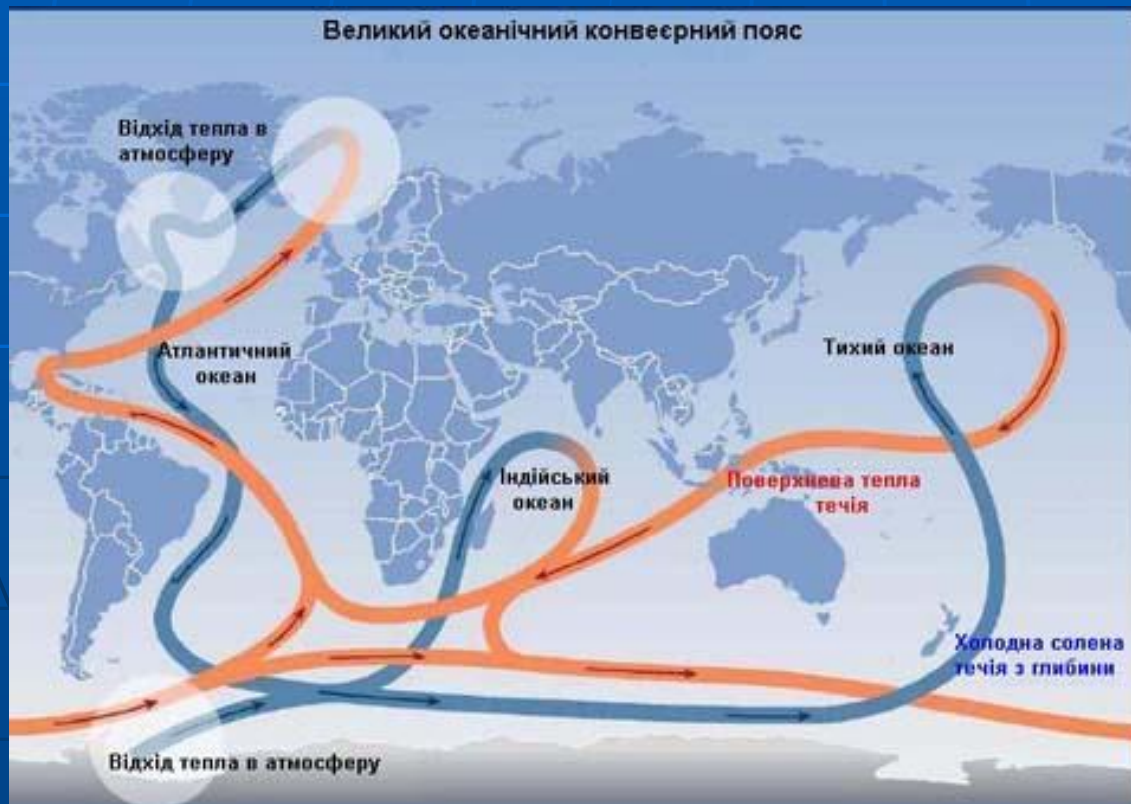 Великий океанічний конвеєрний пояс
Відхід тепла в
атмосферу
Атлантичний
океан
Тихий океан
Індійський
океан
Поверхнева тепла
течія
Холодна солена
течія з глибини
Відхід тепла в атмосферу